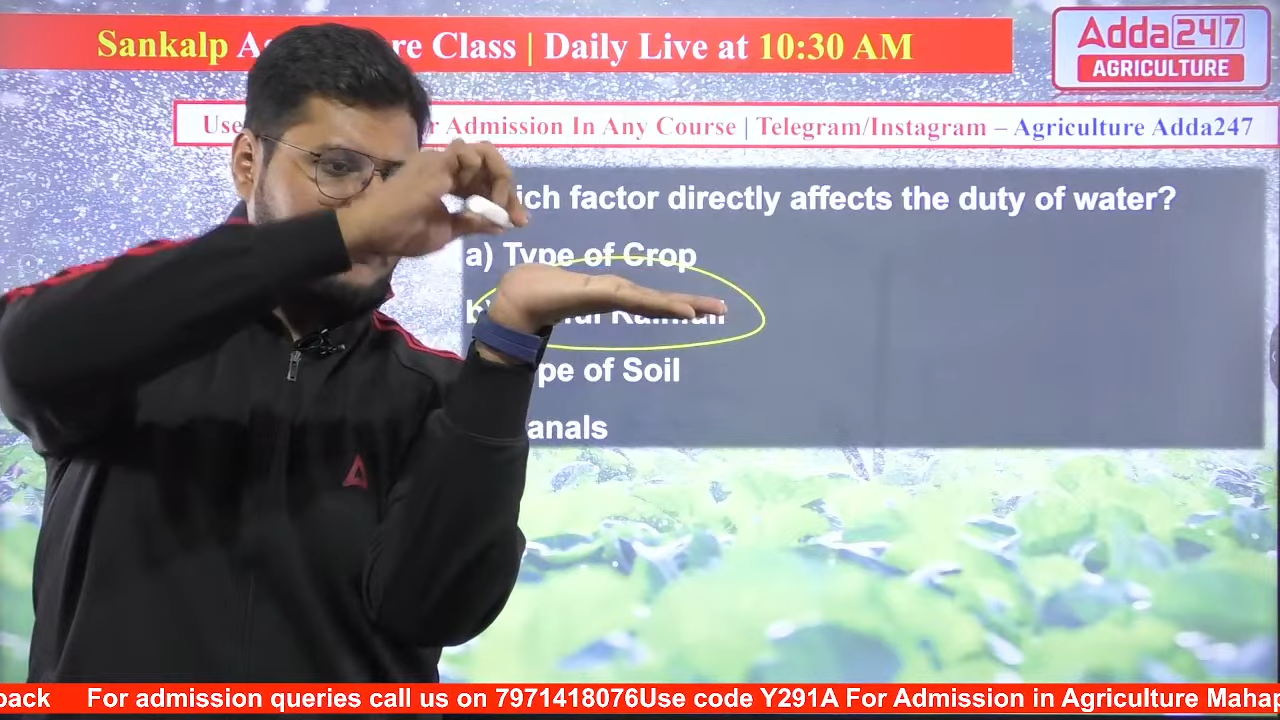 Sankalp A re Class | Daily Live at 10:30 AM
Adda247
AGRICULTURE
Use r Admission In Any Course | Telegram/Instagram – Agriculture Adda247
ich factor directly affects the duty of water?
a) Type of Crop
b)
pe of Soil
anals
back For admission queries call us on 7971418076Use code Y291A For Admission in Agriculture Mahap